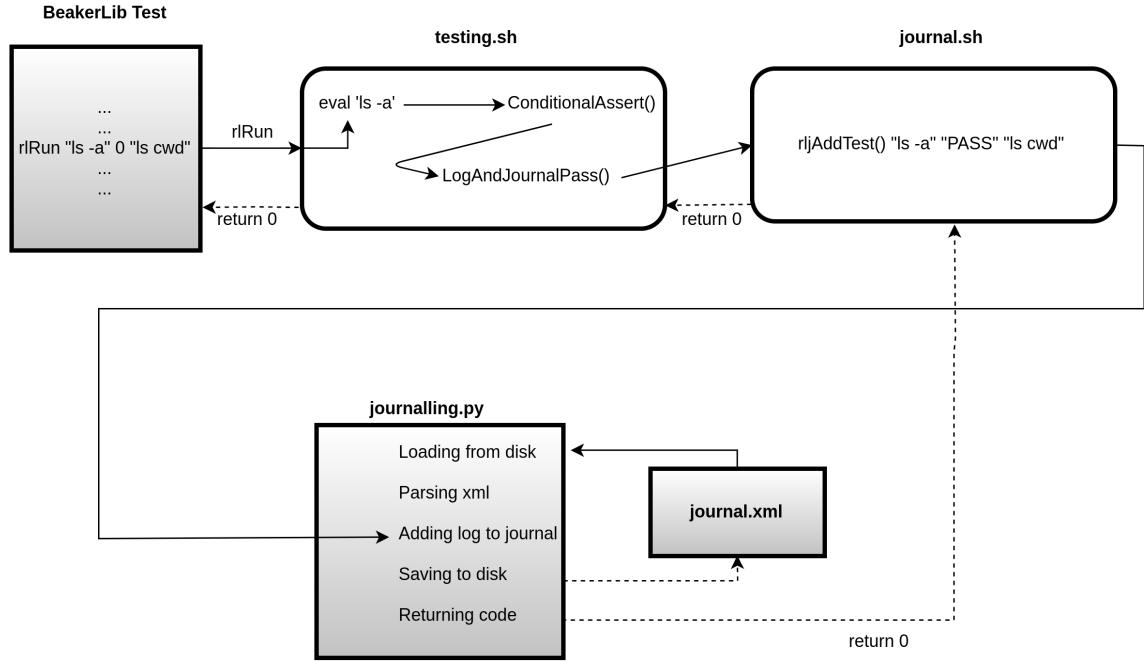 BeakerLib Test
...
...
rlRun "ls -a" 0 "ls cwd"
...
...
rlRun
return 0
testing.sh
eval 'ls -a'
ConditionalAssert()
LogAndJournalPass()
return 0
journal.sh
rljAddTest() "ls -a" "PASS" "ls cwd"
journalling.py
Loading from disk
Parsing xml
Adding log to journal
Saving to disk
Returning code
journal.xml
return 0